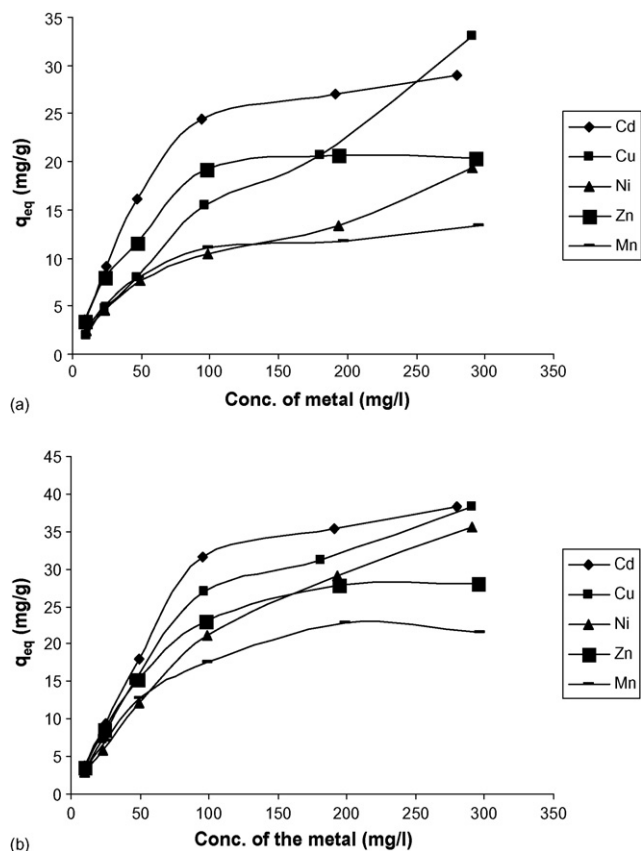 35
30
25
20
15
10
5
0
q_eq (mg/g)
0 50 100 150 200 250 300 350
Conc. of metal (mg/l)
Cd
Cu
Ni
Zn
Mn
(a)
45
40
35
30
25
20
15
10
5
0
q_eq (mg/g)
0 50 100 150 200 250 300 350
Conc. of the metal (mg/l)
Cd
Cu
Ni
Zn
Mn
(b)